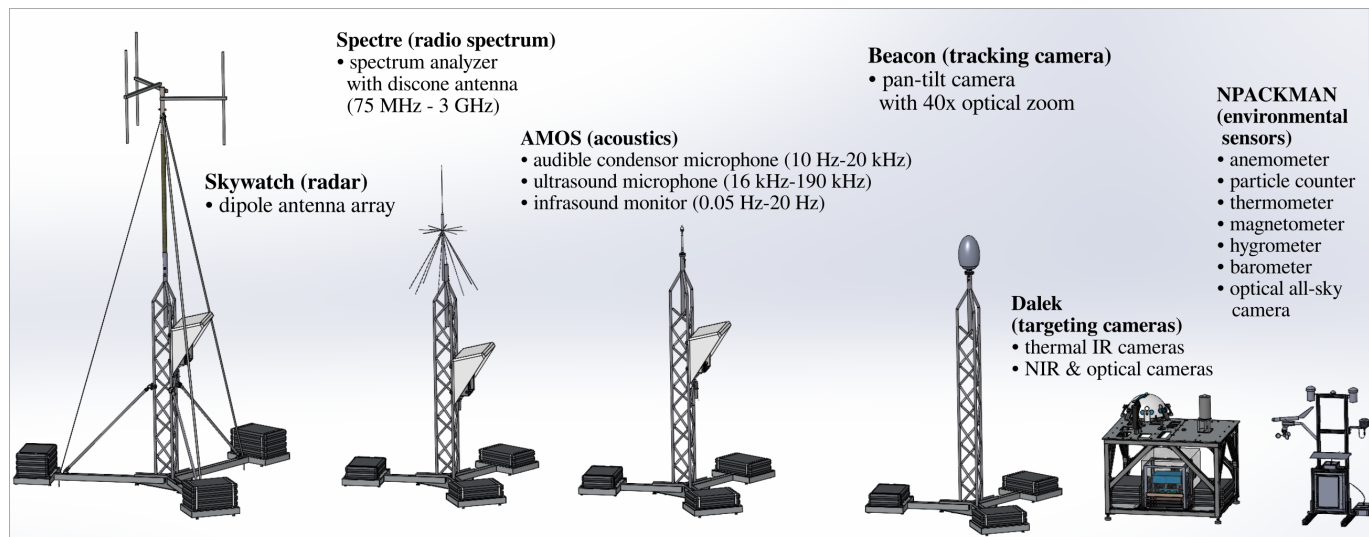 Spectre (radio spectrum)
• spectrum analyzer
with discone antenna
(75 MHz - 3 GHz)
Beacon (tracking camera)
• pan-tilt camera
with 40x optical zoom
NPACKMAN
(environmental
sensors)
• anemometer
• particle counter
• thermometer
• magnetometer
• hygrometer
• barometer
• optical all-sky
camera
AMOS (acoustics)
• audible condensor microphone (10 Hz-20 kHz)
• ultrasound microphone (16 kHz-190 kHz)
• infrasound monitor (0.05 Hz-20 Hz)
Skywatch (radar)
• dipole antenna array
Dalek
(targeting cameras)
• thermal IR cameras
• NIR & optical cameras